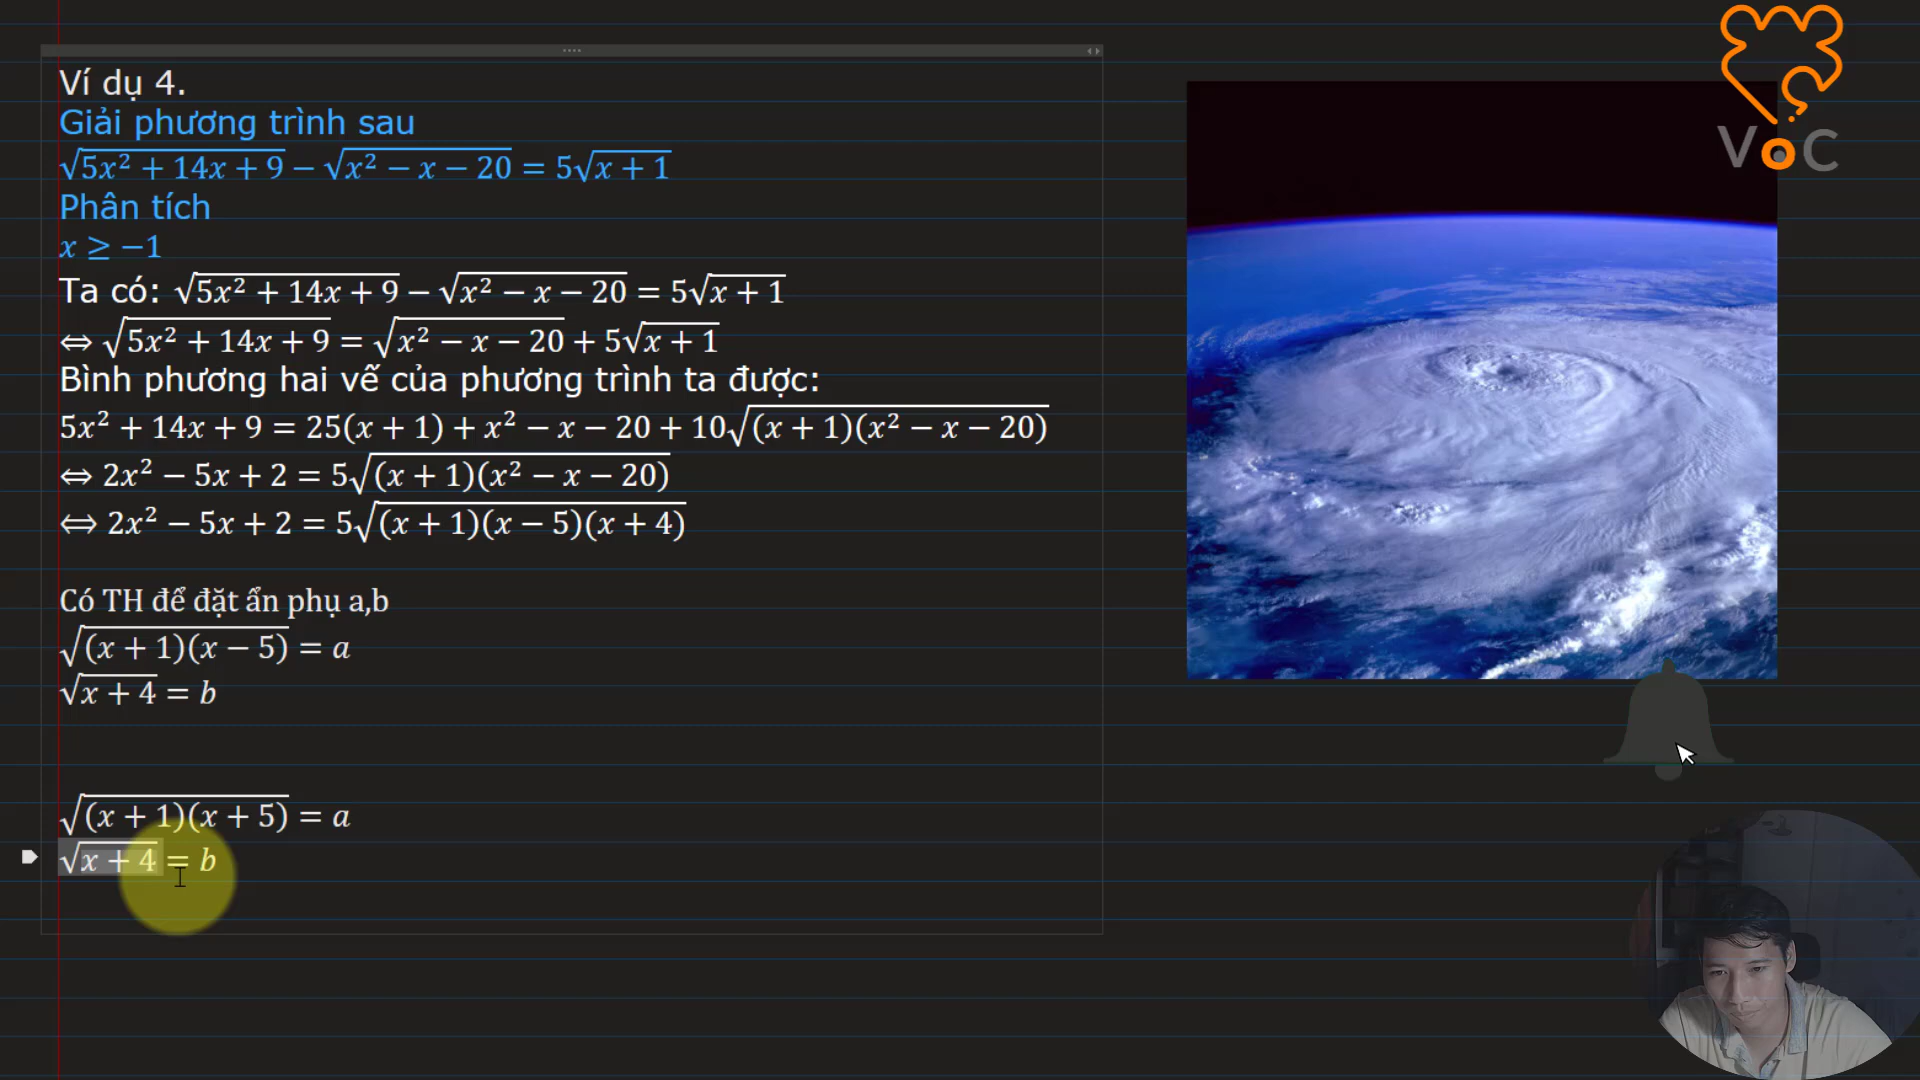 Ví dụ 4.
Giải phương trình sau
√(5x² + 14x + 9) − √(x² − x − 20) = 5√(x + 1)
Phân tích
x ≥ −1
Ta có: √(5x² + 14x + 9) − √(x² − x − 20) = 5√(x + 1)
⇔ √(5x² + 14x + 9) = √(x² − x − 20) + 5√(x + 1)
Bình phương hai vế của phương trình ta được:
5x² + 14x + 9 = 25(x + 1) + x² − x − 20 + 10√((x + 1)(x² − x − 20))
⇔ 2x² − 5x + 2 = 5√((x + 1)(x² − x − 20))
⟺ 2x² − 5x + 2 = 5√((x + 1)(x − 5)(x + 4))
Có TH để đặt ẩn phụ a,b
√((x + 1)(x − 5)) = a
√(x + 4) = b
√((x + 1)(x + 5)) = a
√(x + 4) = b
VOC